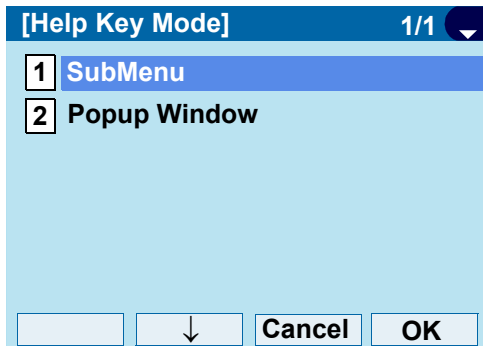 [Help Key Mode] 1/1
1 SubMenu
2 Popup Window
↓ Cancel OK